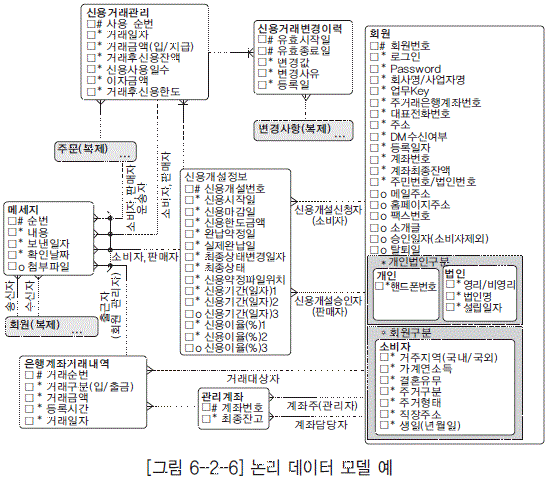 신용거래관리
□# 사용 순번
□* 거래일자
□* 거래금액(입/지급)
□* 거래후신용잔액
□* 신용사용일수
□* 이자금액
□* 거래후신용한도
신용거래변경이력
□# 유효시작일
□# 유효종료일
□* 변경값
□* 변경사유
□* 등록일
변경사항(복제) ...
주문(복제) ...
소비자, 판매자
운송자
소비자, 판매자
메세지
□# 순번
□* 내용
□* 보낸일자
□* 확인날짜
□o 첨부파일
소비자, 판매자
송신자
수신자
회원(복제) ...
출금자
(회원, 관리자)
신용개설정보
□# 신용개설번호
□* 신용시작일
□* 신용마감일
□* 신용한도금액
□* 완납약정일
□* 실제완납일
□* 최종상태변경일자
□* 최종상태
□* 신용약정파일위치
□* 신용기간(일자)1
□* 신용기간(일자)2
□o 신용기간(일자)3
□o 신용이율(%)1
□* 신용이율(%)2
□o 신용이율(%)3
신용개설신청자
(소비자)
신용개설승인자
(판매자)
회원
□# 회원번호
□* 로그인
□* Password
□* 회사명/사업자명
□* 업무Key
□* 주거래은행계좌번호
□* 대표전화번호
□* 주소
□* DM수신여부
□* 등록일자
□* 계좌번호
□* 계좌최종잔액
□* 주민번호/법인번호
□o 메일주소
□o 홈페이지주소
□o 팩스번호
□o 소개글
□o 승인일자(소비자제외)
□o 탈퇴일
* 개인법인구분
개인
□*핸드폰번호
법인
□* 영리/비영리
□* 법인명
□* 설립일자
* 회원구분
소비자
□* 거주지역(국내/국외)
□* 가계연소득
□* 결혼유무
□* 주거구분
□* 주거형태
□* 직장주소
□* 생일(년월일)
은행계좌거래내역
□# 거래순번
□* 거래구분(입/출금)
□* 거래금액
□* 등록시간
□* 거래일자
거래대상자
관리계좌
□# 계좌번호
□* 최종잔고
계좌주(관리자)
계좌담당자
[그림 6-2-6] 논리 데이터 모델 예